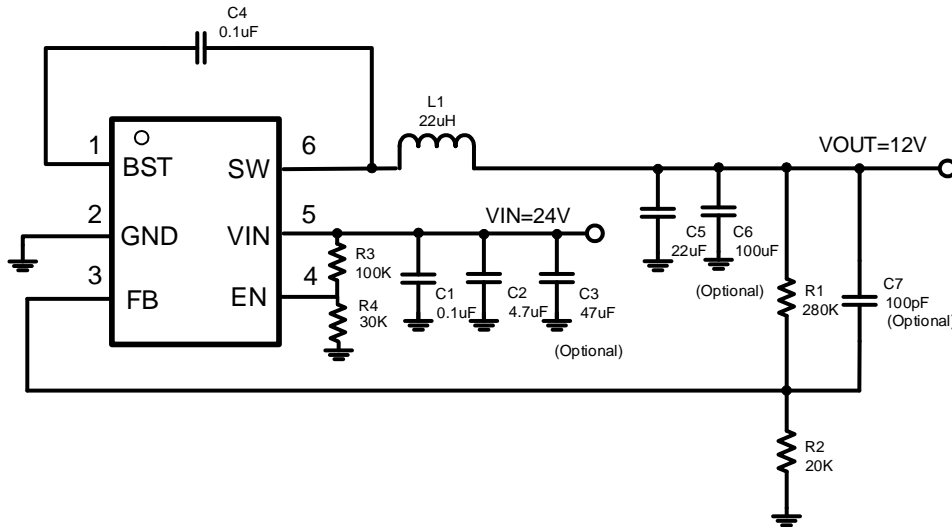 C4
0.1uF
L1
22uH
1
BST
6
SW
VOUT=12V
2
GND
5
VIN
VIN=24V
3
FB
4
EN
R3
100K
R4
30K
C1
0.1uF
C2
4.7uF
C3
47uF
(Optional)
C5
22uF
C6
100uF
(Optional)
R1
280K
C7
100pF
(Optional)
R2
20K